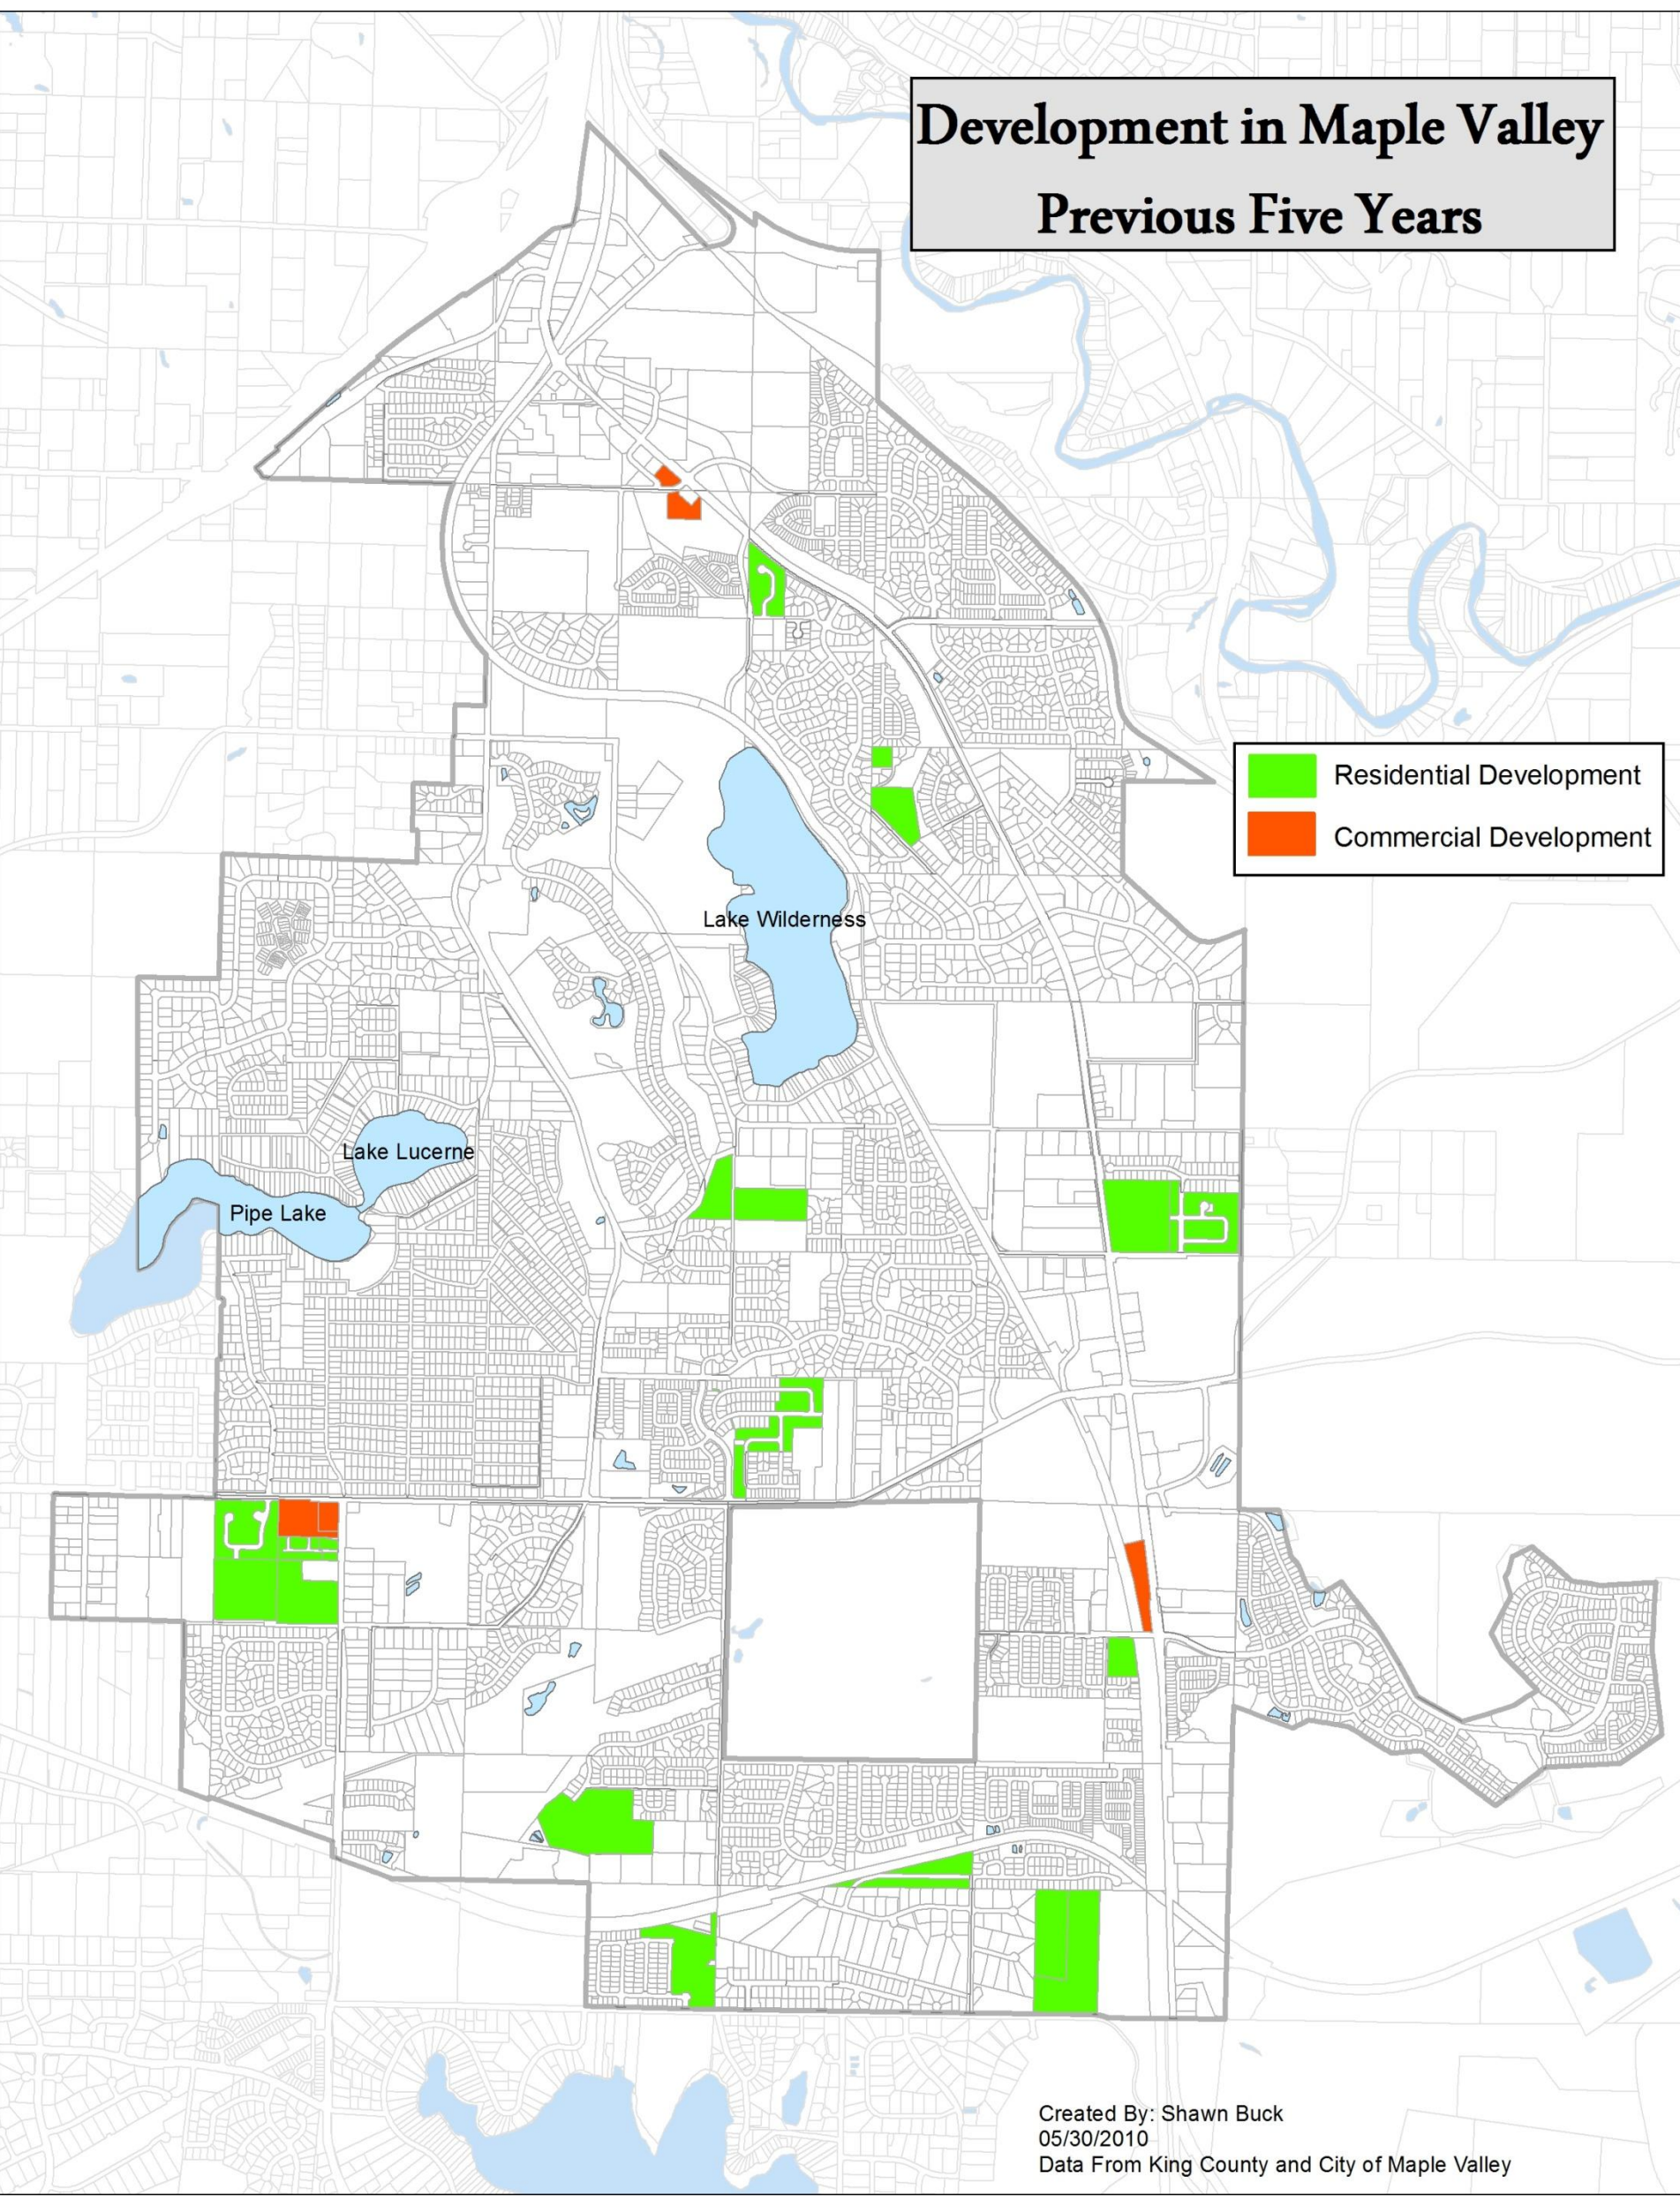 Development in Maple Valley
Previous Five Years
Residential Development
Commercial Development
Lake Wilderness
Lake Lucerne
Pipe Lake
Created By: Shawn Buck
05/30/2010
Data From King County and City of Maple Valley